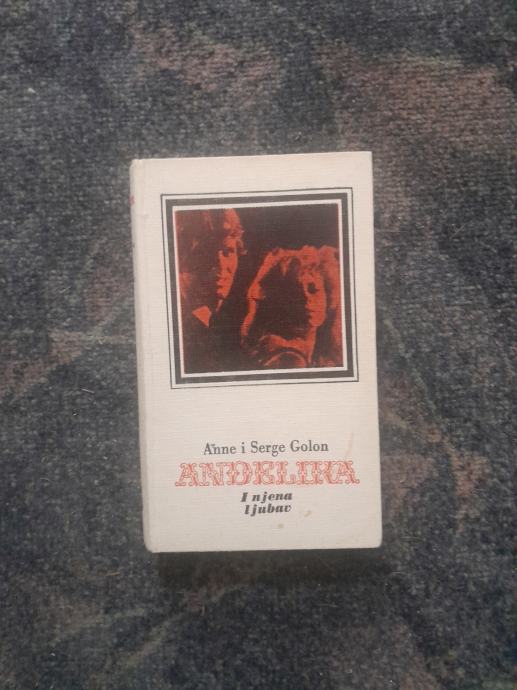 Anne i Serge Golon
ANĐELIKA
I njena
ljubav